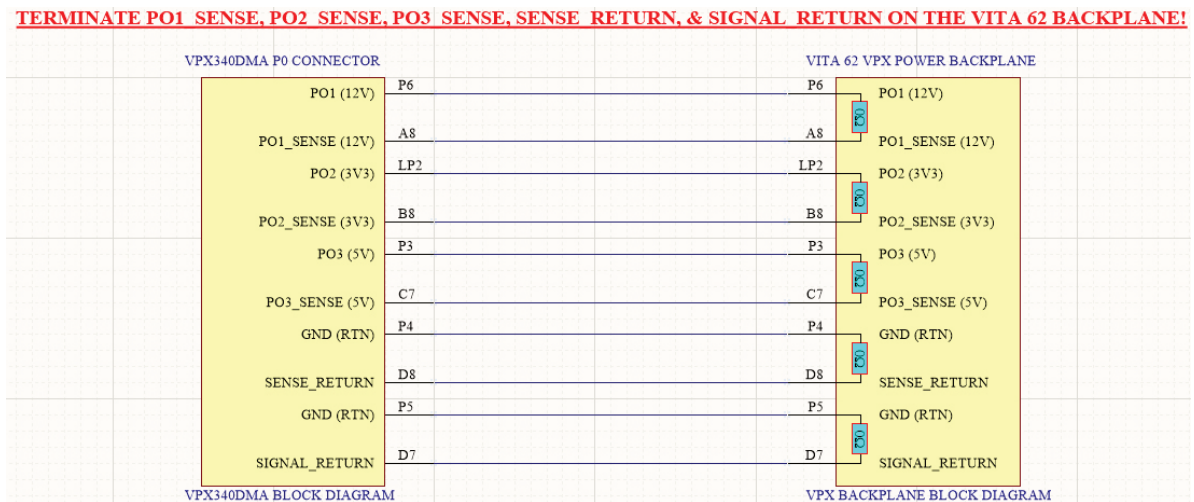 TERMINATE PO1_SENSE, PO2_SENSE, PO3_SENSE, SENSE_RETURN, & SIGNAL_RETURN ON THE VITA 62 BACKPLANE!
VPX340DMA P0 CONNECTOR
VITA 62 VPX POWER BACKPLANE
PO1 (12V) P6 P6 PO1 (12V)
0Ω
PO1_SENSE (12V) A8 A8 PO1_SENSE (12V)
PO2 (3V3) LP2 LP2 PO2 (3V3)
0Ω
PO2_SENSE (3V3) B8 B8 PO2_SENSE (3V3)
PO3 (5V) P3 P3 PO3 (5V)
0Ω
PO3_SENSE (5V) C7 C7 PO3_SENSE (5V)
GND (RTN) P4 P4 GND (RTN)
0Ω
SENSE_RETURN D8 D8 SENSE_RETURN
GND (RTN) P5 P5 GND (RTN)
0Ω
SIGNAL_RETURN D7 D7 SIGNAL_RETURN
VPX340DMA BLOCK DIAGRAM
VPX BACKPLANE BLOCK DIAGRAM